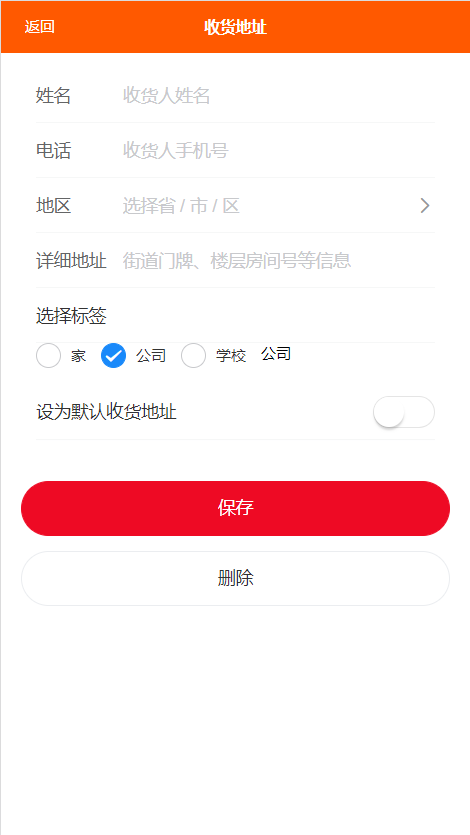 返回 收货地址
姓名 收货人姓名
电话 收货人手机号
地区 选择省 / 市 / 区
详细地址 街道门牌、楼层房间号等信息
选择标签
家 公司 学校 公司
设为默认收货地址
保存
删除